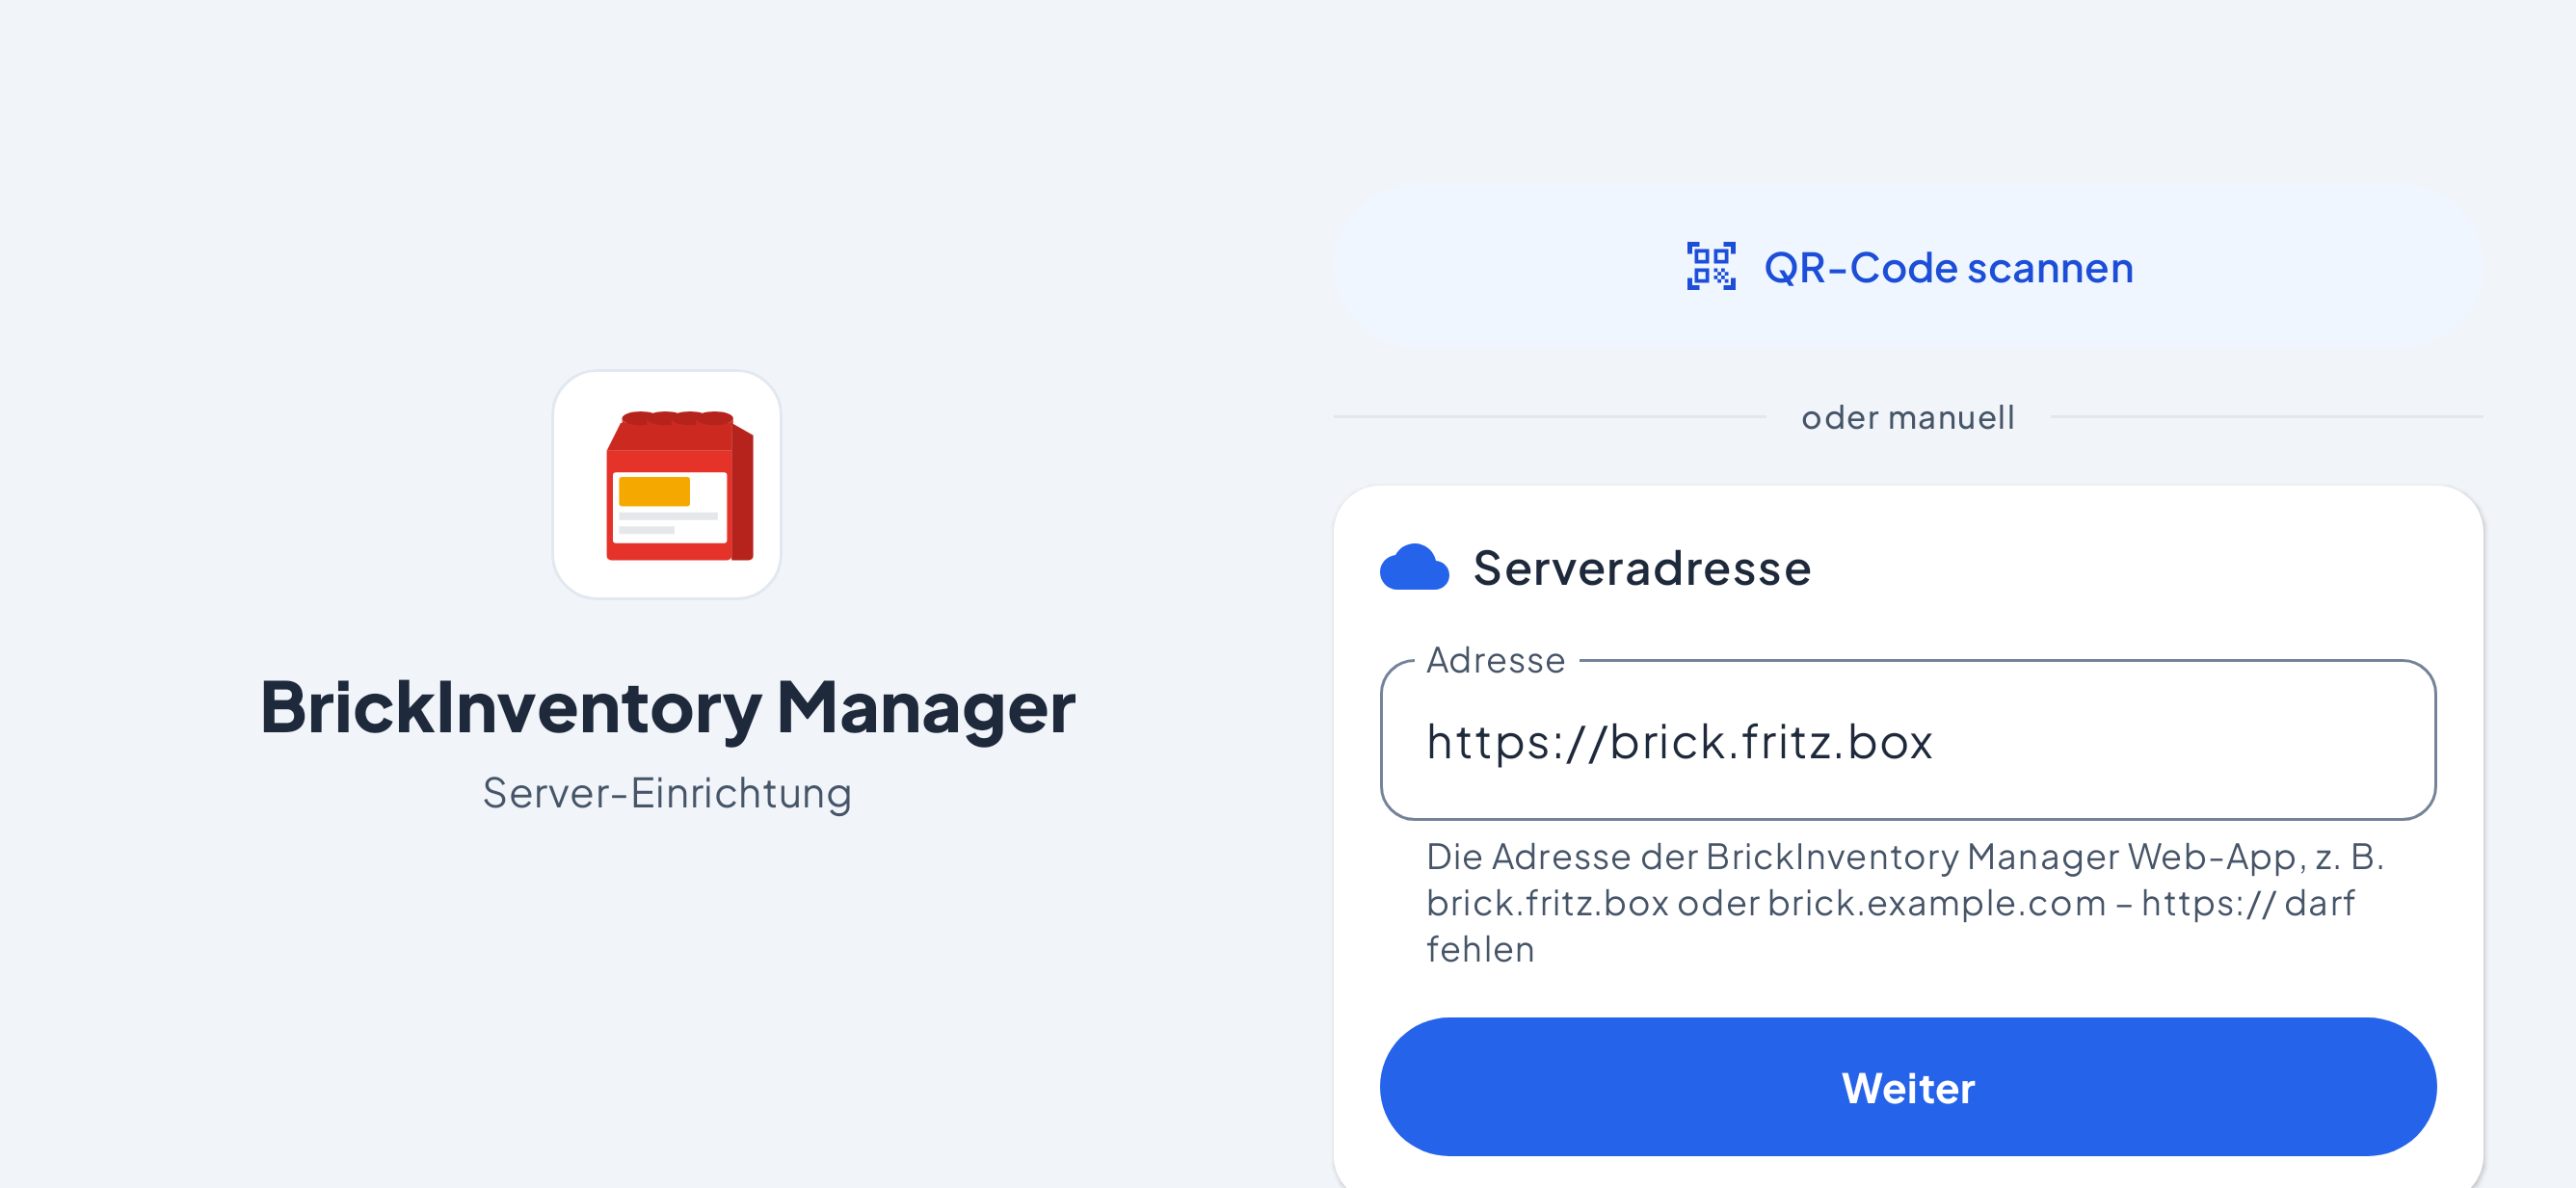 BrickInventory Manager
Server-Einrichtung
QR-Code scannen
oder manuell
Serveradresse
Adresse
https://brick.fritz.box
Die Adresse der BrickInventory Manager Web-App, z. B.
brick.fritz.box oder brick.example.com – https:// darf
fehlen
Weiter